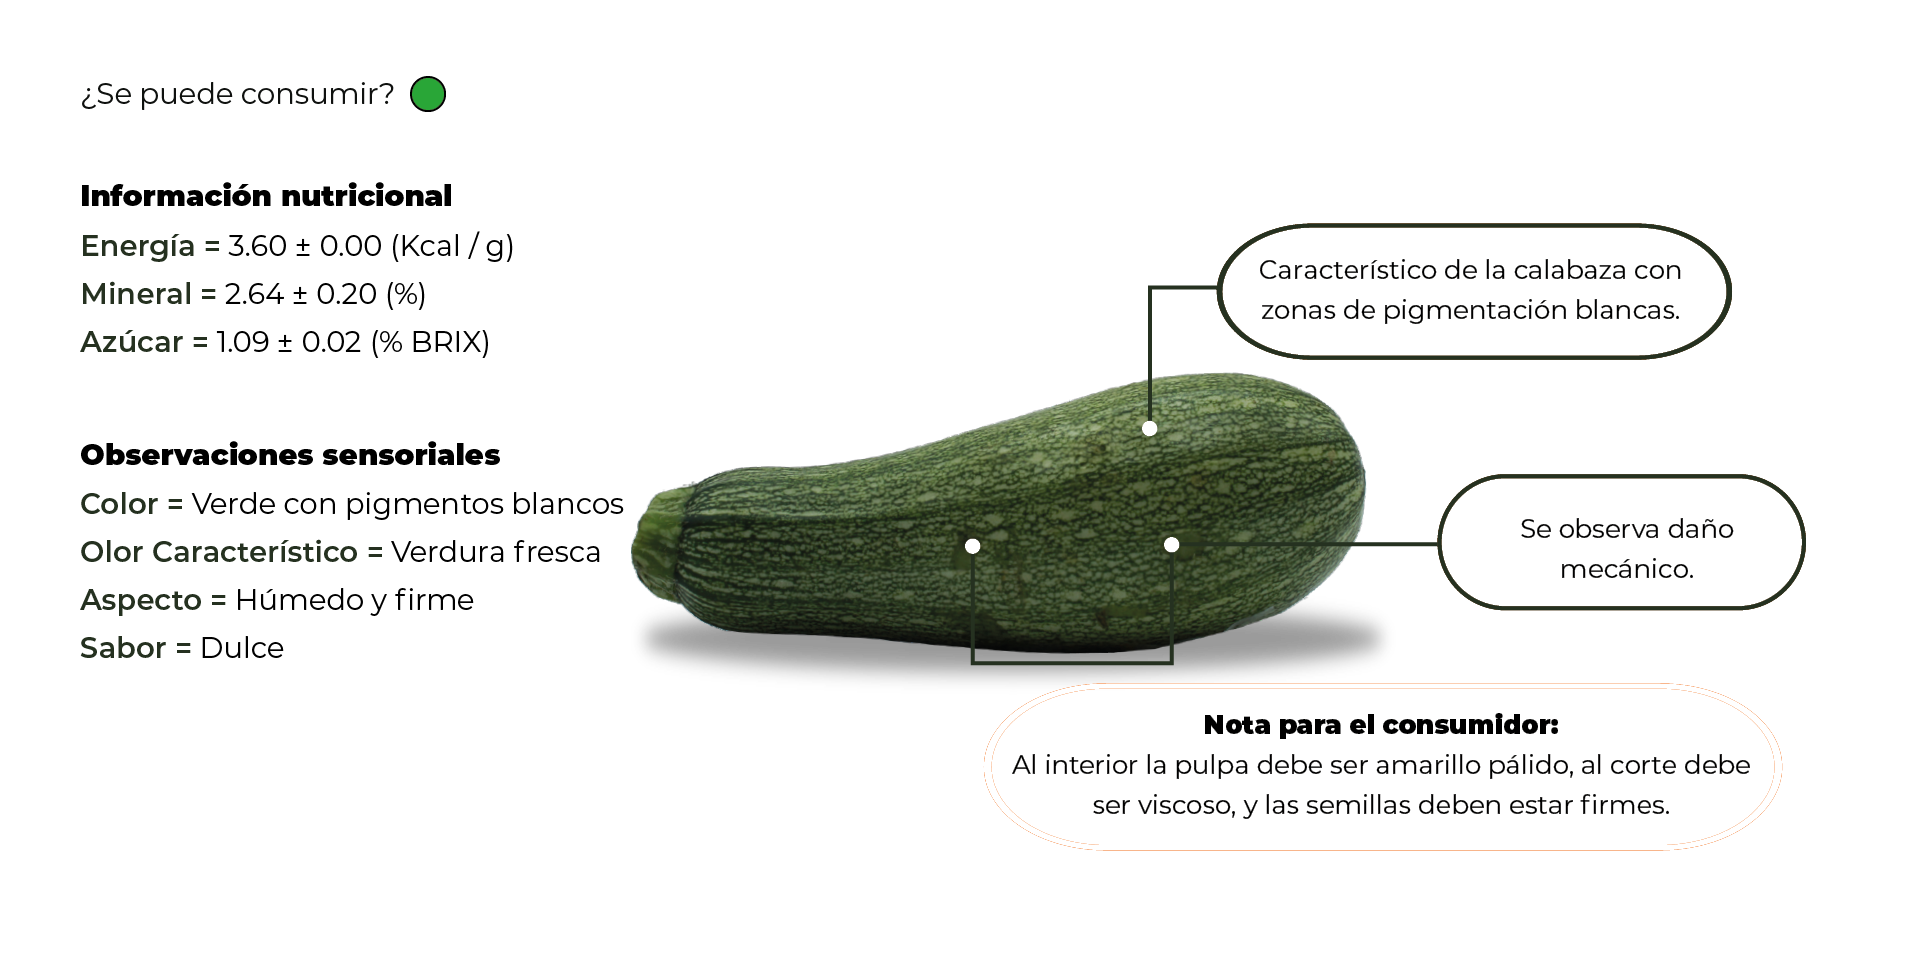 ¿Se puede consumir?
Información nutricional
Energía = 3.60 ± 0.00 (Kcal / g)
Mineral = 2.64 ± 0.20 (%)
Azúcar = 1.09 ± 0.02 (% BRIX)
Observaciones sensoriales
Color = Verde con pigmentos blancos
Olor Característico = Verdura fresca
Aspecto = Húmedo y firme
Sabor = Dulce
Característico de la calabaza con
zonas de pigmentación blancas.
Se observa daño
mecánico.
Nota para el consumidor:
Al interior la pulpa debe ser amarillo pálido, al corte debe
ser viscoso, y las semillas deben estar firmes.